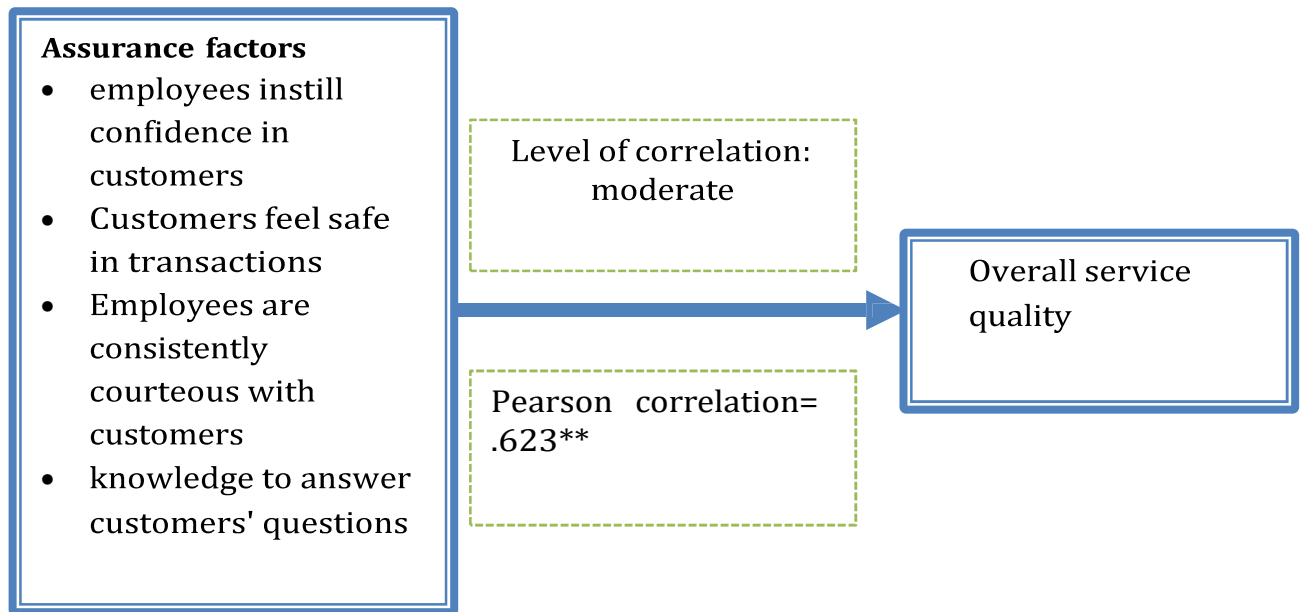 Assurance factors
• employees instill
confidence in
customers
• Customers feel safe
in transactions
• Employees are
consistently
courteous with
customers
• knowledge to answer
customers' questions
Level of correlation:
moderate
Pearson correlation=
.623**
Overall service
quality